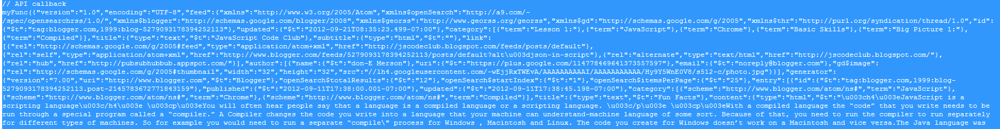 // API callback
myFunc({"version":"1.0","encoding":"UTF-8","feed":{"xmlns":"http://www.w3.org/2005/Atom","xmlns$openSearch":"http://a9.com/-
/spec/opensearchrss/1.0/","xmlns$blogger":"http://schemas.google.com/blogger/2008","xmlns$georss":"http://www.georss.org/georss","xmlns$gd":"http://schemas.google.com/g/2005","xmlns$thr":"http://purl.org/syndication/thread/1.0","id":
{"$t":"tag:blogger.com,1999:blog-5279093178394252113"},"updated":{"$t":"2012-09-21T08:35:23.499-07:00"},"category":[{"term":"Lesson 1:"},{"term":"JavaScript"},{"term":"Chrome"},{"term":"Basic Skills"},{"term":"Big Picture 1:"},
{"term":"Compiled"}],"title":{"type":"text","$t":"JavaScript Code Club"},"subtitle":{"type":"html","$t":""},"link":
[{"rel":"http://schemas.google.com/g/2005#feed","type":"application/atom+xml","href":"http://jscodeclub.blogspot.com/feeds/posts/default"},
{"rel":"self","type":"application/atom+xml","href":"http://www.blogger.com/feeds/5279093178394252113/posts/default?alt\u003djson-in-script"},{"rel":"alternate","type":"text/html","href":"http://jscodeclub.blogspot.com/"},
{"rel":"hub","href":"http://pubsubhubbub.appspot.com/"}],"author":[{"name":{"$t":"don-E Merson"},"uri":{"$t":"https://plus.google.com/114778469641373557597"},"email":{"$t":"noreply@blogger.com"},"gd$image":
{"rel":"http://schemas.google.com/g/2005#thumbnail","width":"32","height":"32","src":"//lh4.googleusercontent.com/-wEjjRxTWEvA/AAAAAAAAAAI/AAAAAAAAAAA/Hy9Y5WnE0V8/s512-c/photo.jpg"}}],"generator":
{"version":"7.00","uri":"http://www.blogger.com","$t":"Blogger"},"openSearch$totalResults":{"$t":"12"},"openSearch$startIndex":{"$t":"1"},"openSearch$itemsPerPage":{"$t":"25"},"entry":[{"id":{"$t":"tag:blogger.com,1999:blog-
5279093178394252113.post-2145783672771843159"},"published":{"$t":"2012-09-11T17:38:00.001-07:00"},"updated":{"$t":"2012-09-11T17:38:45.198-07:00"},"category":[{"scheme":"http://www.blogger.com/atom/ns#","term":"JavaScript"},
{"scheme":"http://www.blogger.com/atom/ns#","term":"Chrome"},{"scheme":"http://www.blogger.com/atom/ns#","term":"Compiled"}],"title":{"type":"text","$t":"Fun Facts"},"content":{"type":"html","$t":"\u003ch4\u003eJavaScript is a
scripting language\u003c/h4\u003e \u003cp\u003eYou will often hear people say that a language is a compiled language or a scripting language. \u003c/p\u003e \u003cp\u003eWith a compiled language the “code” that you write needs to be
run through a special program called a “compiler.” A Compiler changes the code you write into a language that your machine can understand-machine language of some sort. Because of that, you need to run the compiler to run separately
for different types of machines. So for example you would need to run a separate “compile\" process for Windows , Macintosh and Linux. The code you create for Windows doesn’t work on a Macintosh and vice versa.The Java language was